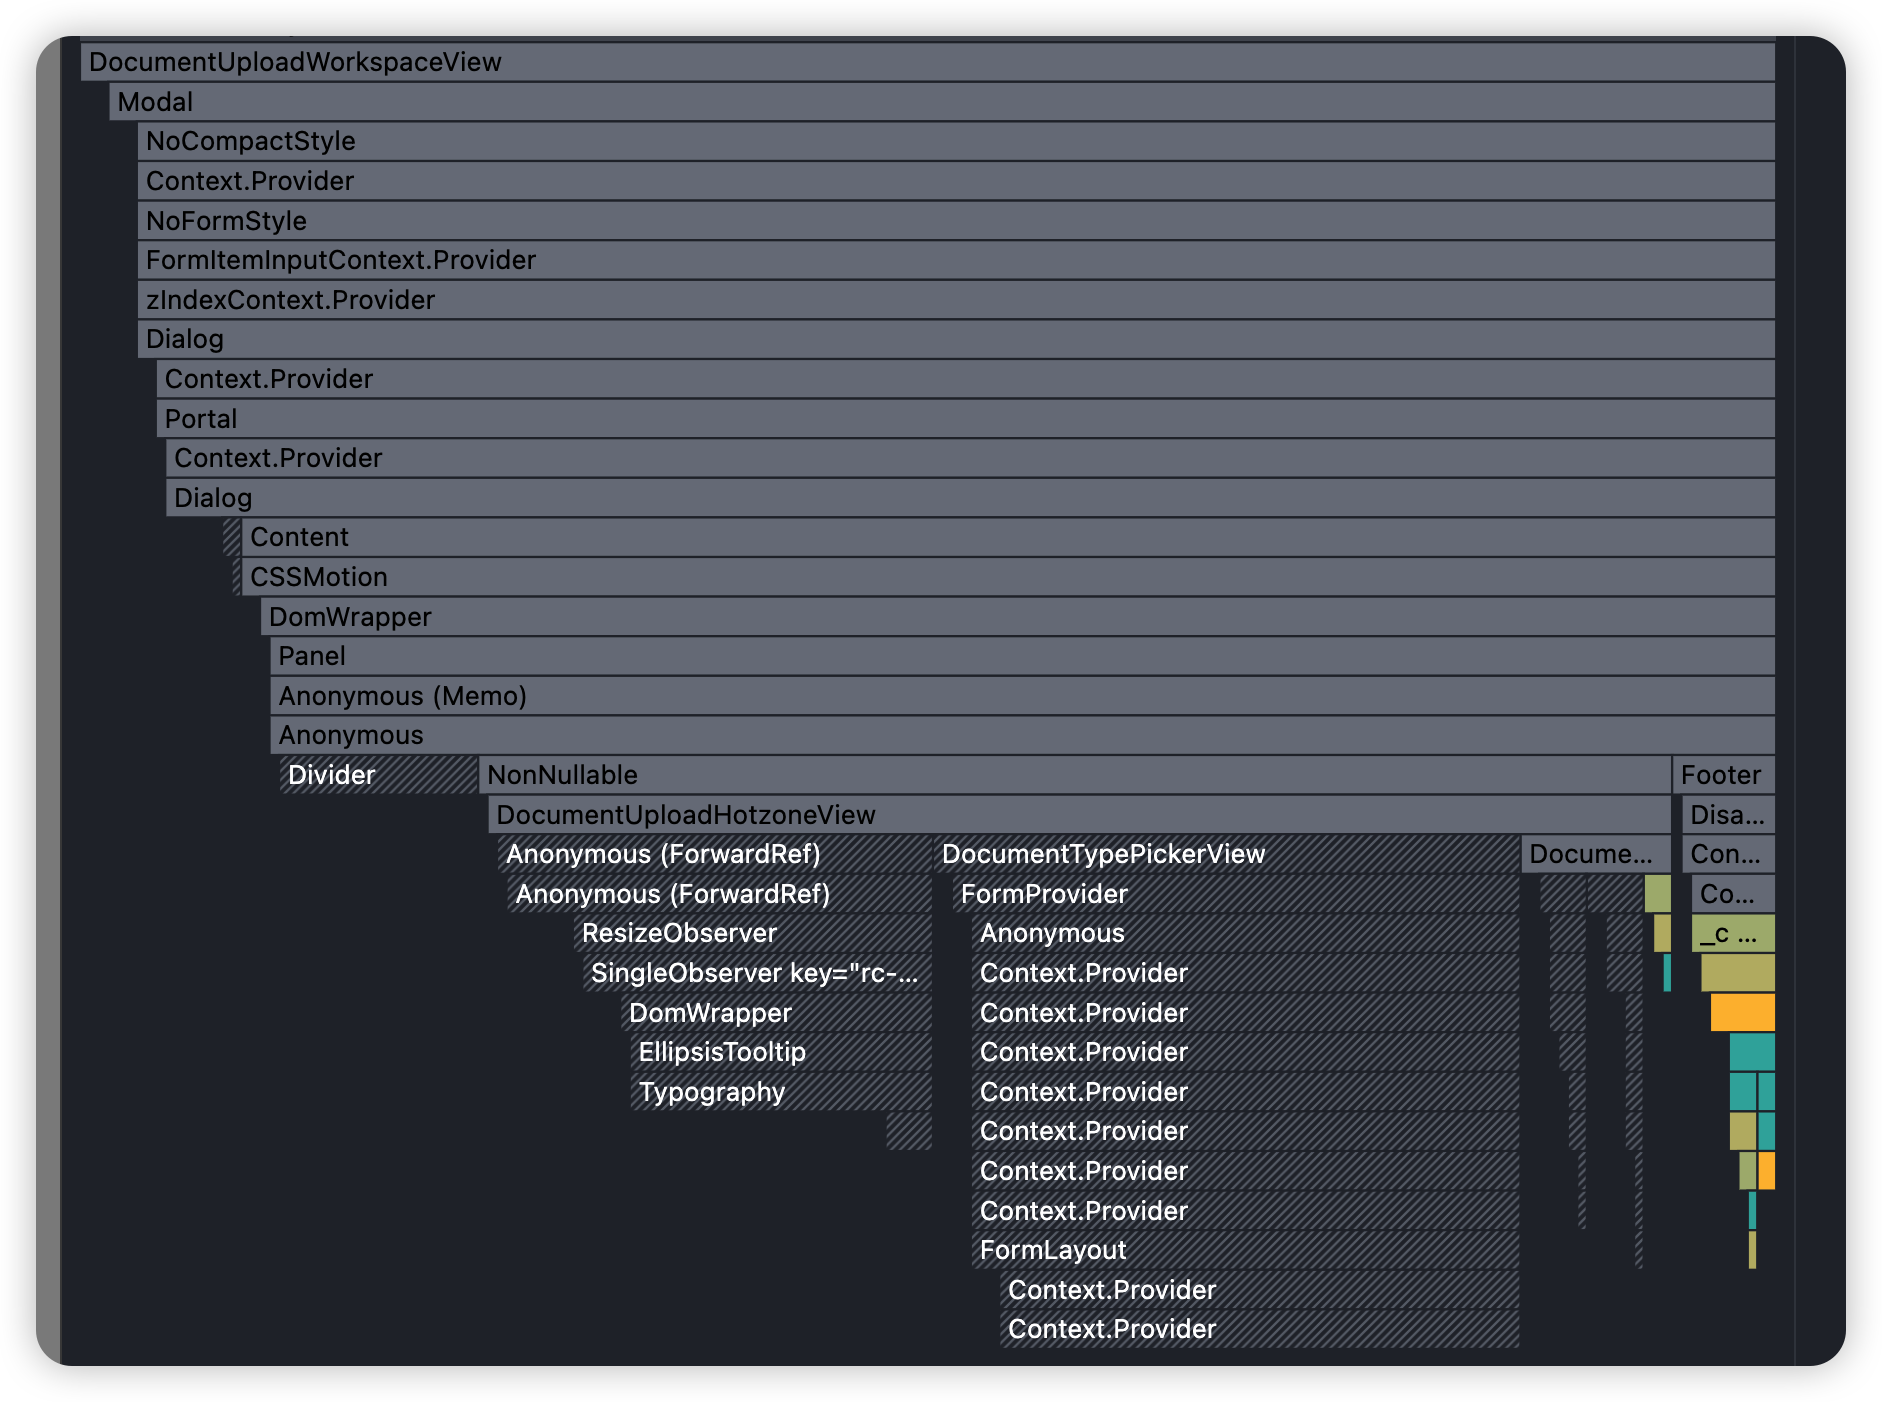 DocumentUploadWorkspaceView
Modal
NoCompactStyle
Context.Provider
NoFormStyle
FormItemInputContext.Provider
zIndexContext.Provider
Dialog
Context.Provider
Portal
Context.Provider
Dialog
Content
CSSMotion
DomWrapper
Panel
Anonymous (Memo)
Anonymous
Divider NonNullable Footer
DocumentUploadHotzoneView Disa...
Anonymous (ForwardRef) DocumentTypePickerView Docume... Con...
Anonymous (ForwardRef) FormProvider Co...
ResizeObserver Anonymous _c ...
SingleObserver key="rc-... Context.Provider
DomWrapper Context.Provider
EllipsisTooltip Context.Provider
Typography Context.Provider
Context.Provider
Context.Provider
Context.Provider
FormLayout
Context.Provider
Context.Provider